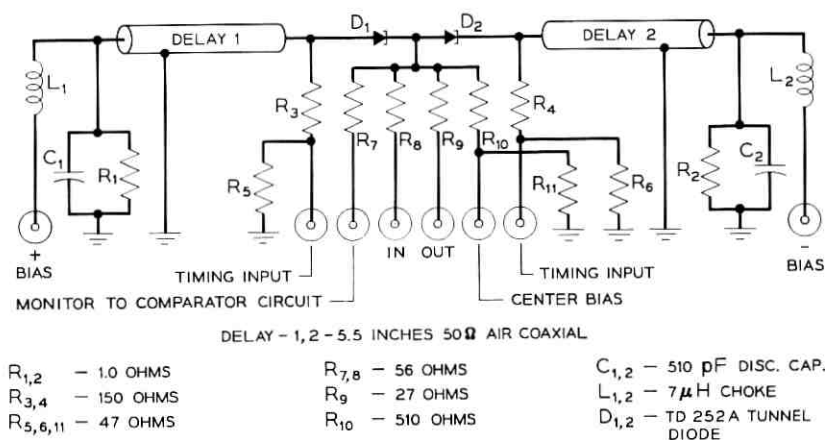 D1 D2
DELAY 1 DELAY 2
L1 L2
R3 R4
C1 R1 R7 R8 R9 R10 R2 C2
R5 R11 R6
+ BIAS IN OUT - BIAS
TIMING INPUT TIMING INPUT
MONITOR TO COMPARATOR CIRCUIT CENTER BIAS
DELAY - 1,2 - 5.5 INCHES 50Ω AIR COAXIAL
R1,2 - 1.0 OHMS R7,8 - 56 OHMS C1,2 - 510 pF DISC. CAP.
R3,4 - 150 OHMS R9 - 27 OHMS L1,2 - 7μH CHOKE
R5,6,11 - 47 OHMS R10 - 510 OHMS D1,2 - TD 252A TUNNEL
DIODE